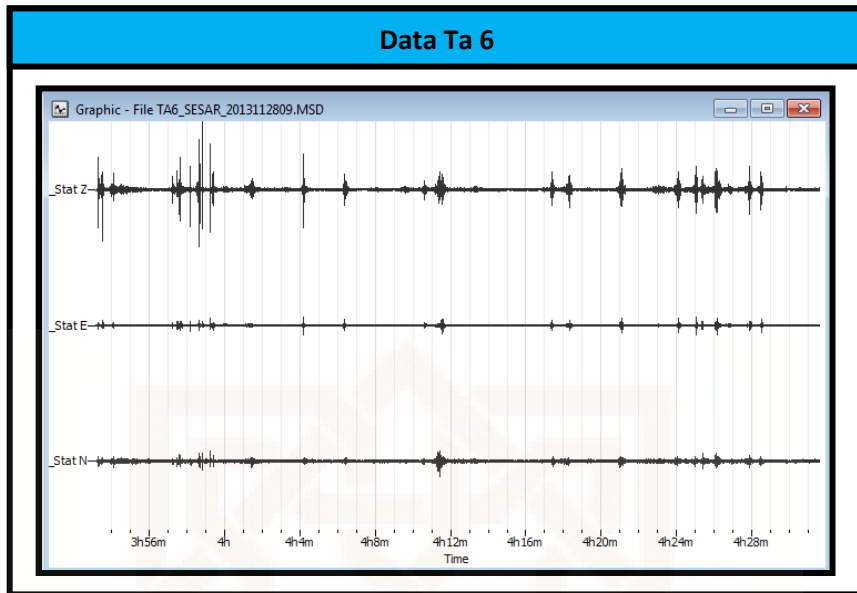 Data Ta 6
Graphic - File TA6_SESAR_2013112809.MSD
_Stat Z
_Stat E
_Stat N
3h56m 4h 4h4m 4h8m 4h12m 4h16m 4h20m 4h24m 4h28m
Time